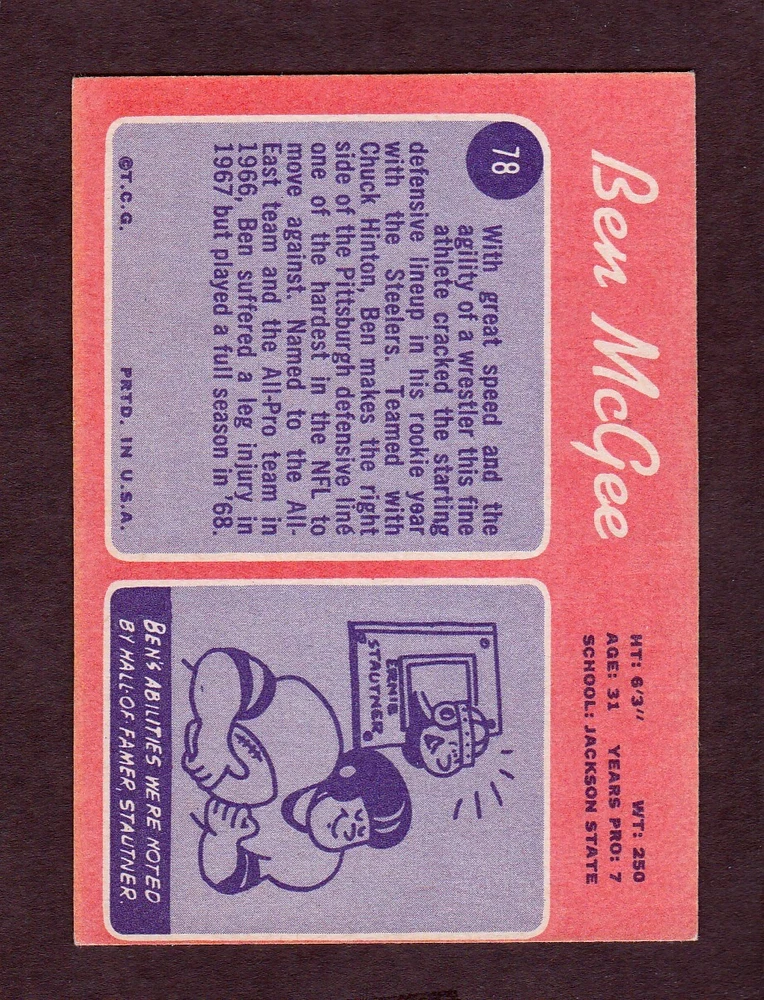 Ben McGee
HT: 6'3" WT: 250
AGE: 31 YEARS PRO: 7
SCHOOL: JACKSON STATE
78
With great speed and the
agility of a wrestler this fine
athlete cracked the starting
defensive lineup in his rookie year
with the Steelers. Teamed with
Chuck Hinton, Ben makes the right
side of the Pittsburgh defensive line
one of the hardest in the NFL to
move against. Named to the All-
East team and the All-Pro team in
1966, Ben suffered a leg injury in
1967 but played a full season in '68.
©T.C.G. PRTD. IN U.S.A.
ERNIE
STAUTNER
BEN'S ABILITIES WERE NOTED
BY HALL-OF FAMER, STAUTNER.